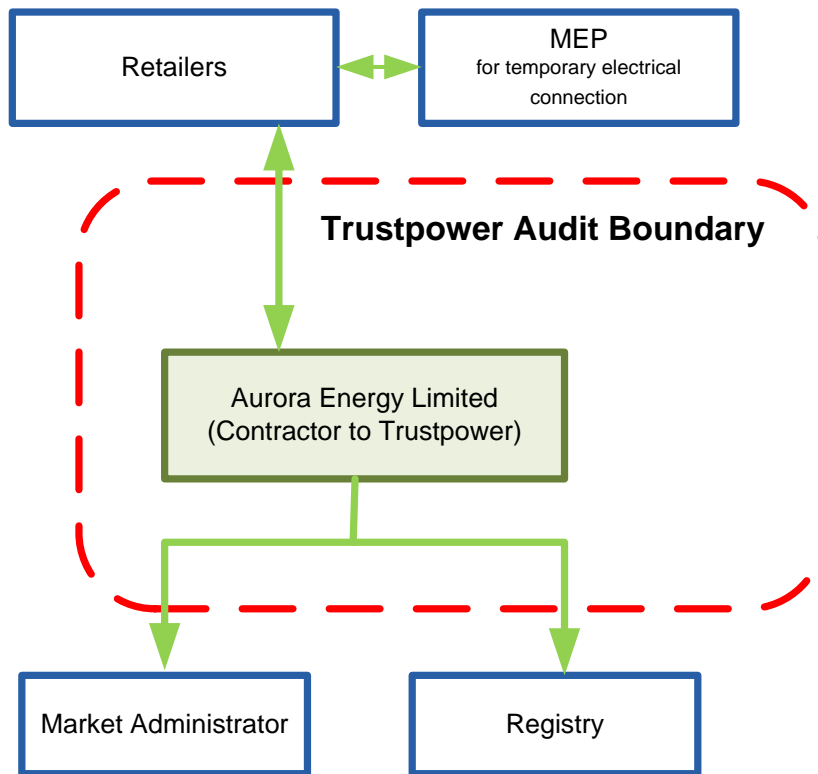 Retailers
MEP
for temporary electrical
connection
Trustpower Audit Boundary
Aurora Energy Limited
(Contractor to Trustpower)
Market Administrator
Registry